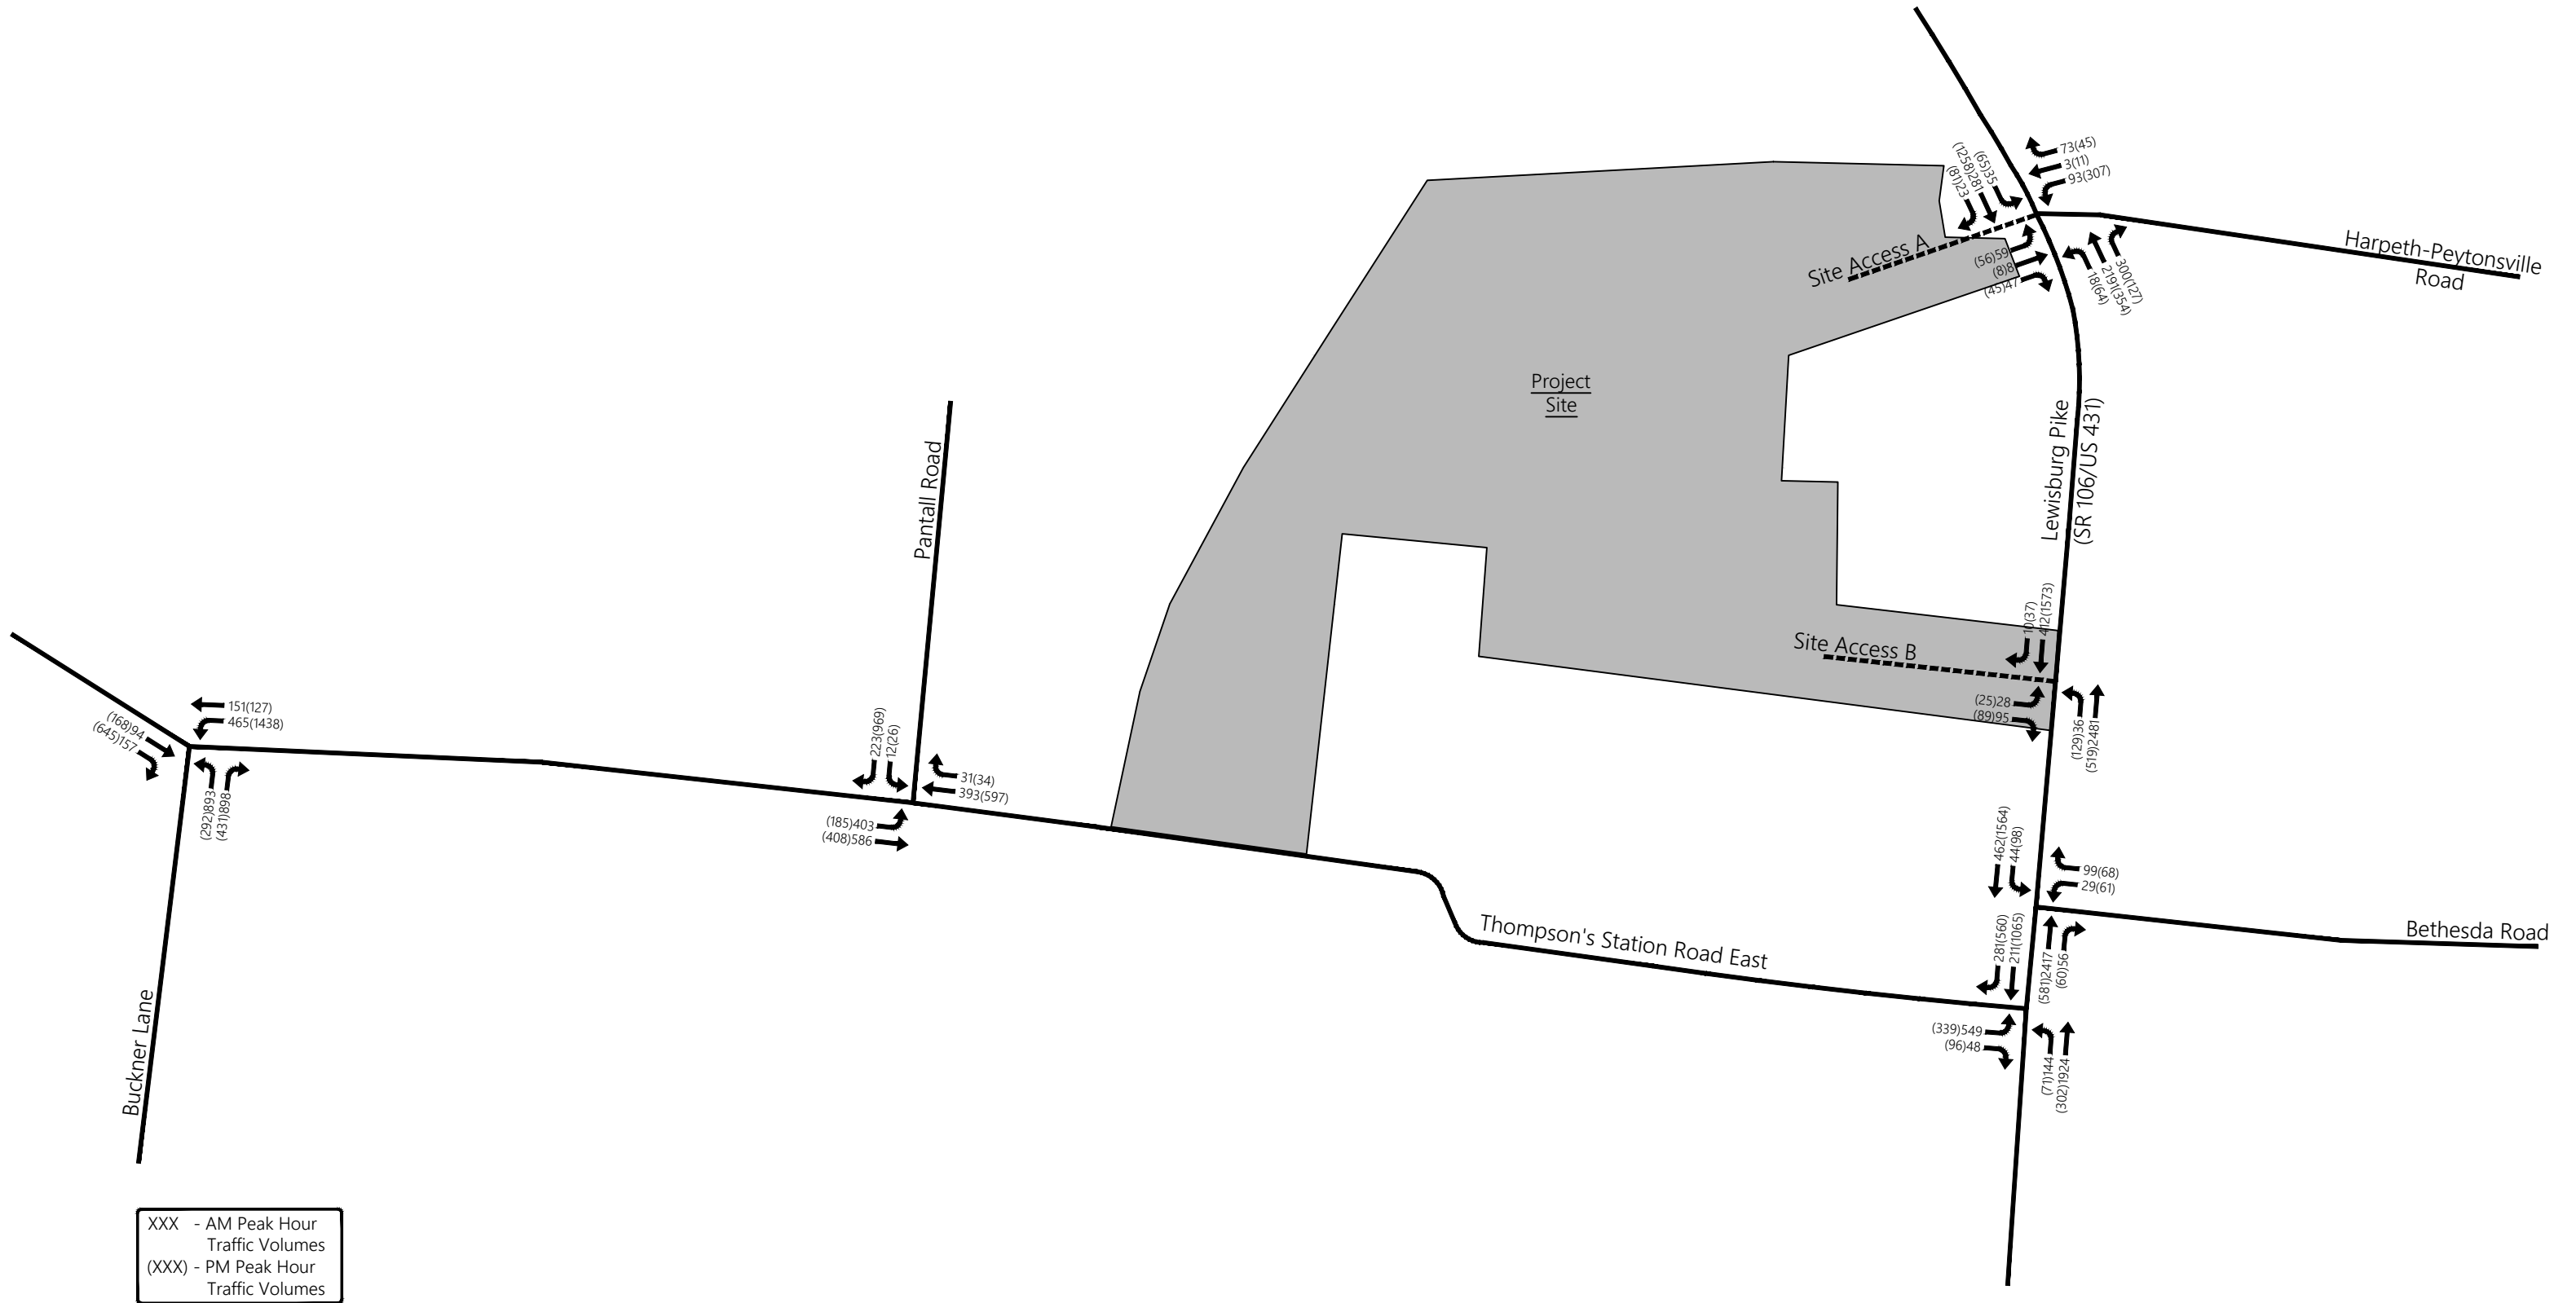 73(45)
3(11)
93(307)
(65)35
(1258)281
(81)23
(56)59
(8)8
(45)47
300(127)
2191(354)
18(64)
Site Access A
Harpeth-Peytonsville
Road
Project
Site
Lewisburg Pike
(SR 106/US 431)
Pantall Road
10(37)
412(1573)
Site Access B
(25)28
(89)95
(129)36
(519)2481
151(127)
465(1438)
(168)94
(645)157
(292)893
(431)898
223(969)
12(26)
31(34)
393(597)
(185)403
(408)586
462(1564)
44(98)
99(68)
29(61)
(581)2417
(60)56
Bethesda Road
Thompson's Station Road East
281(560)
211(1065)
(339)549
(96)48
(71)144
(302)1924
Buckner Lane
XXX - AM Peak Hour
Traffic Volumes
(XXX) - PM Peak Hour
Traffic Volumes